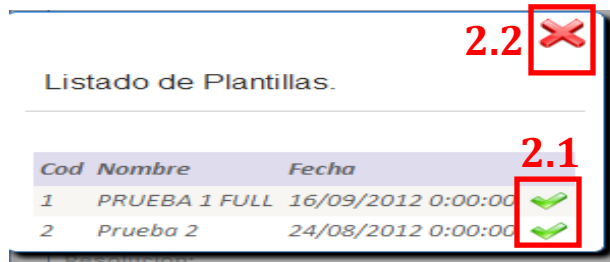 2.2
Listado de Plantillas.
2.1
Cod Nombre Fecha
1 PRUEBA 1 FULL 16/09/2012 0:00:00
2 Prueba 2 24/08/2012 0:00:00